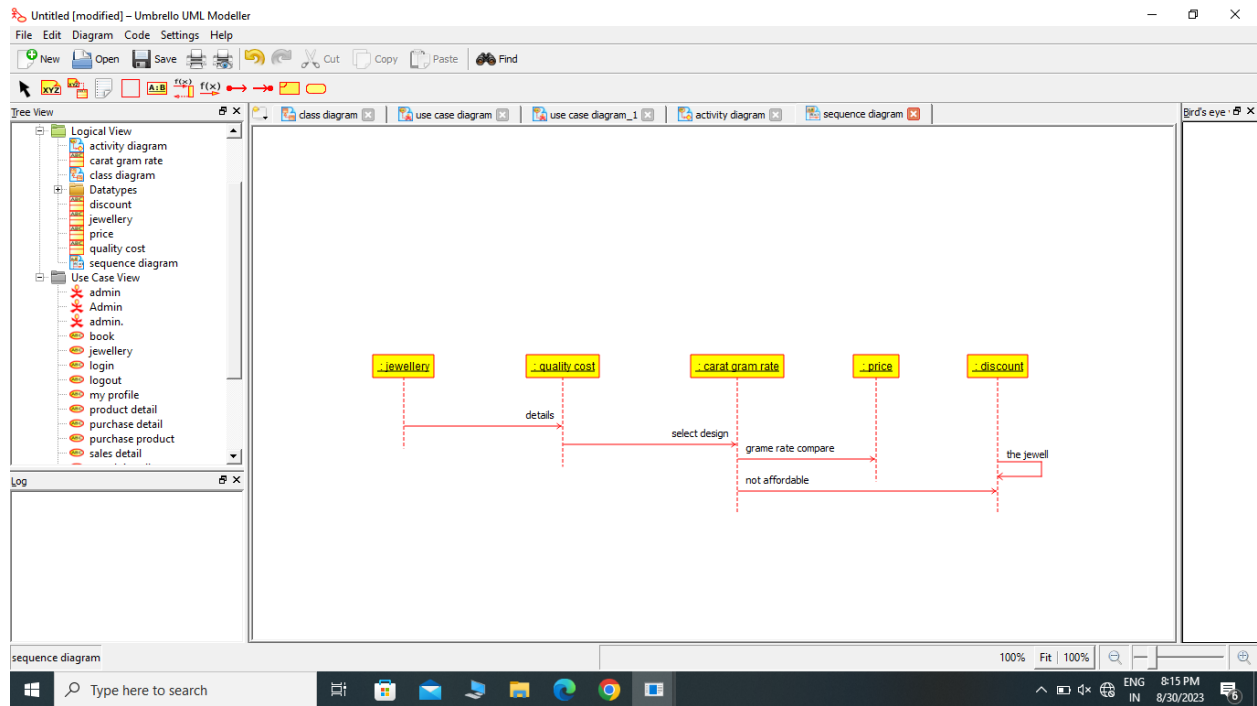 Untitled [modified] – Umbrello UML Modeller
File Edit Diagram Code Settings Help
New Open Save Cut Copy Paste Find
XYZ XYZ A:B f(x) f(x)
Tree View
class diagram use case diagram use case diagram_1 activity diagram sequence diagram
Bird's eye
Logical View
activity diagram
carat gram rate
class diagram
Datatypes
discount
jewellery
price
quality cost
sequence diagram
Use Case View
admin
Admin
admin.
book
jewellery
login
logout
my profile
product detail
purchase detail
purchase product
sales detail
Log
: jewellery : quality cost : carat gram rate : price : discount
details
select design
grame rate compare
the jewell
not affordable
sequence diagram
100% Fit 100%
Type here to search
ENG 8:15 PM
IN 8/30/2023
6